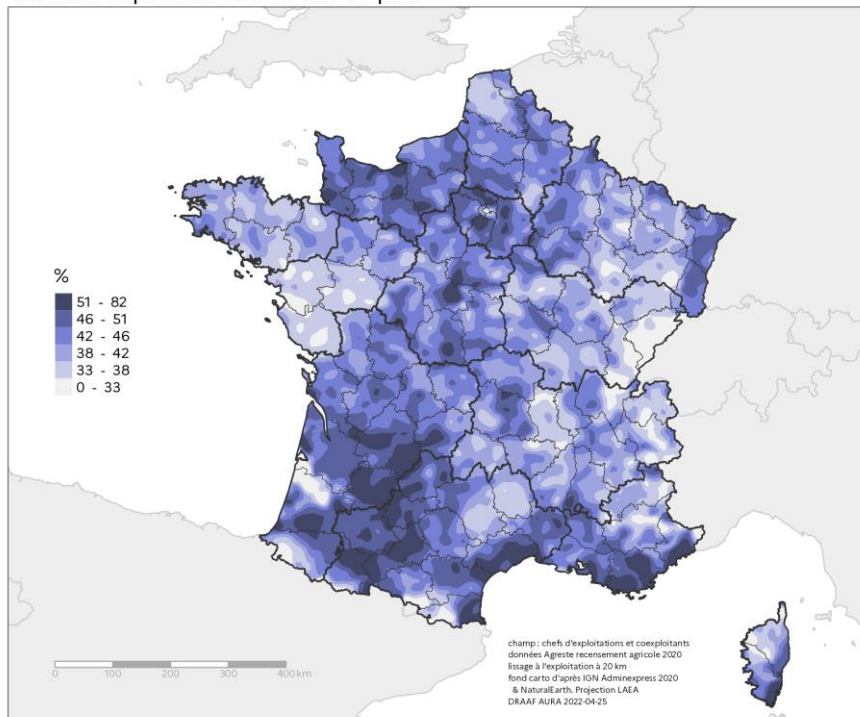 %
51 - 82
46 - 51
42 - 46
38 - 42
33 - 38
0 - 33
champ : chefs d'exploitations et coexploitants
données Agreste recensement agricole 2020
lissage à l'exploitation à 20 km
fond carto d'après IGN Adminexpress 2020
& NaturalEarth. Projection LAEA
DRAAF AURA 2022-04-25
0 100 200 300 400 km